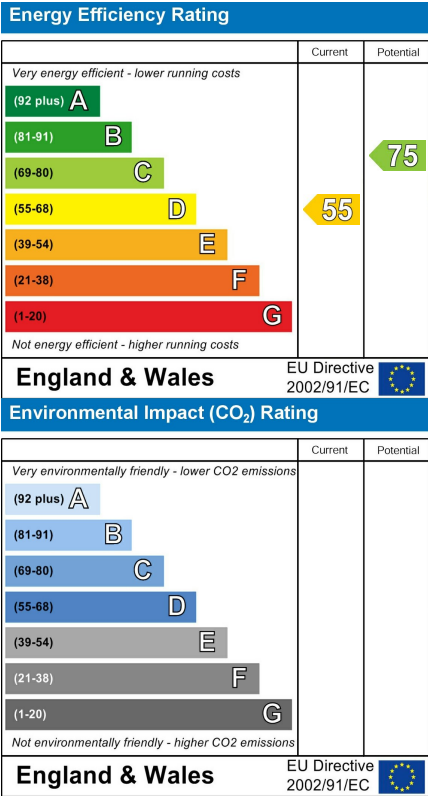 Energy Efficiency Rating
Current Potential
Very energy efficient - lower running costs
(92 plus) A
(81-91) B
(69-80) C
75
(55-68) D
55
(39-54) E
(21-38) F
(1-20) G
Not energy efficient - higher running costs
England & Wales
EU Directive
2002/91/EC
Environmental Impact (CO₂) Rating
Current Potential
Very environmentally friendly - lower CO2 emissions
(92 plus) A
(81-91) B
(69-80) C
(55-68) D
(39-54) E
(21-38) F
(1-20) G
Not environmentally friendly - higher CO2 emissions
England & Wales
EU Directive
2002/91/EC